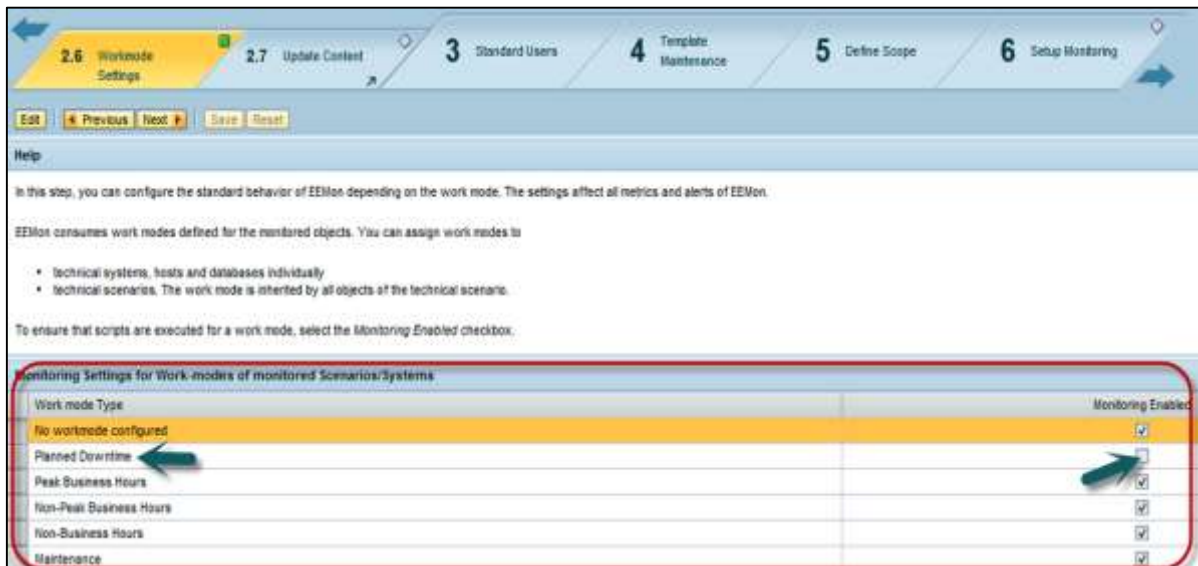 2.6 Workmode Settings
2.7 Update Content
3 Standard Users
4 Template Maintenance
5 Define Scope
6 Setup Monitoring
Edit Previous Next Save Reset
Help
In this step, you can configure the standard behavior of EEMon depending on the work mode. The settings affect all metrics and alerts of EEMon.
EEMon consumes work modes defined for the monitored objects. You can assign work modes to
• technical systems, hosts and databases individually
• technical scenarios. The work mode is inherited by all objects of the technical scenario.
To ensure that scripts are executed for a work mode, select the Monitoring Enabled checkbox.
Monitoring Settings for Work-modes of monitored Scenarios/Systems
Work mode Type Monitoring Enabled
No workmode configured
Planned Downtime
Peak Business Hours
Non-Peak Business Hours
Non-Business Hours
Maintenance